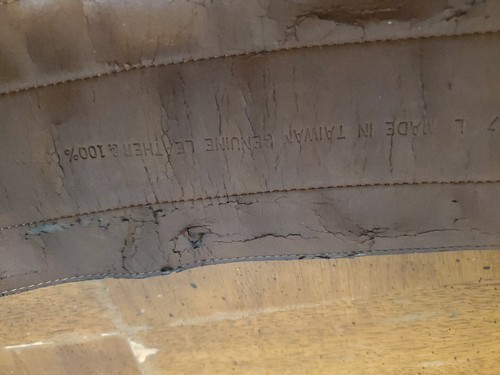 L MADE IN TAIWAN GENUINE LEATHER & 100%